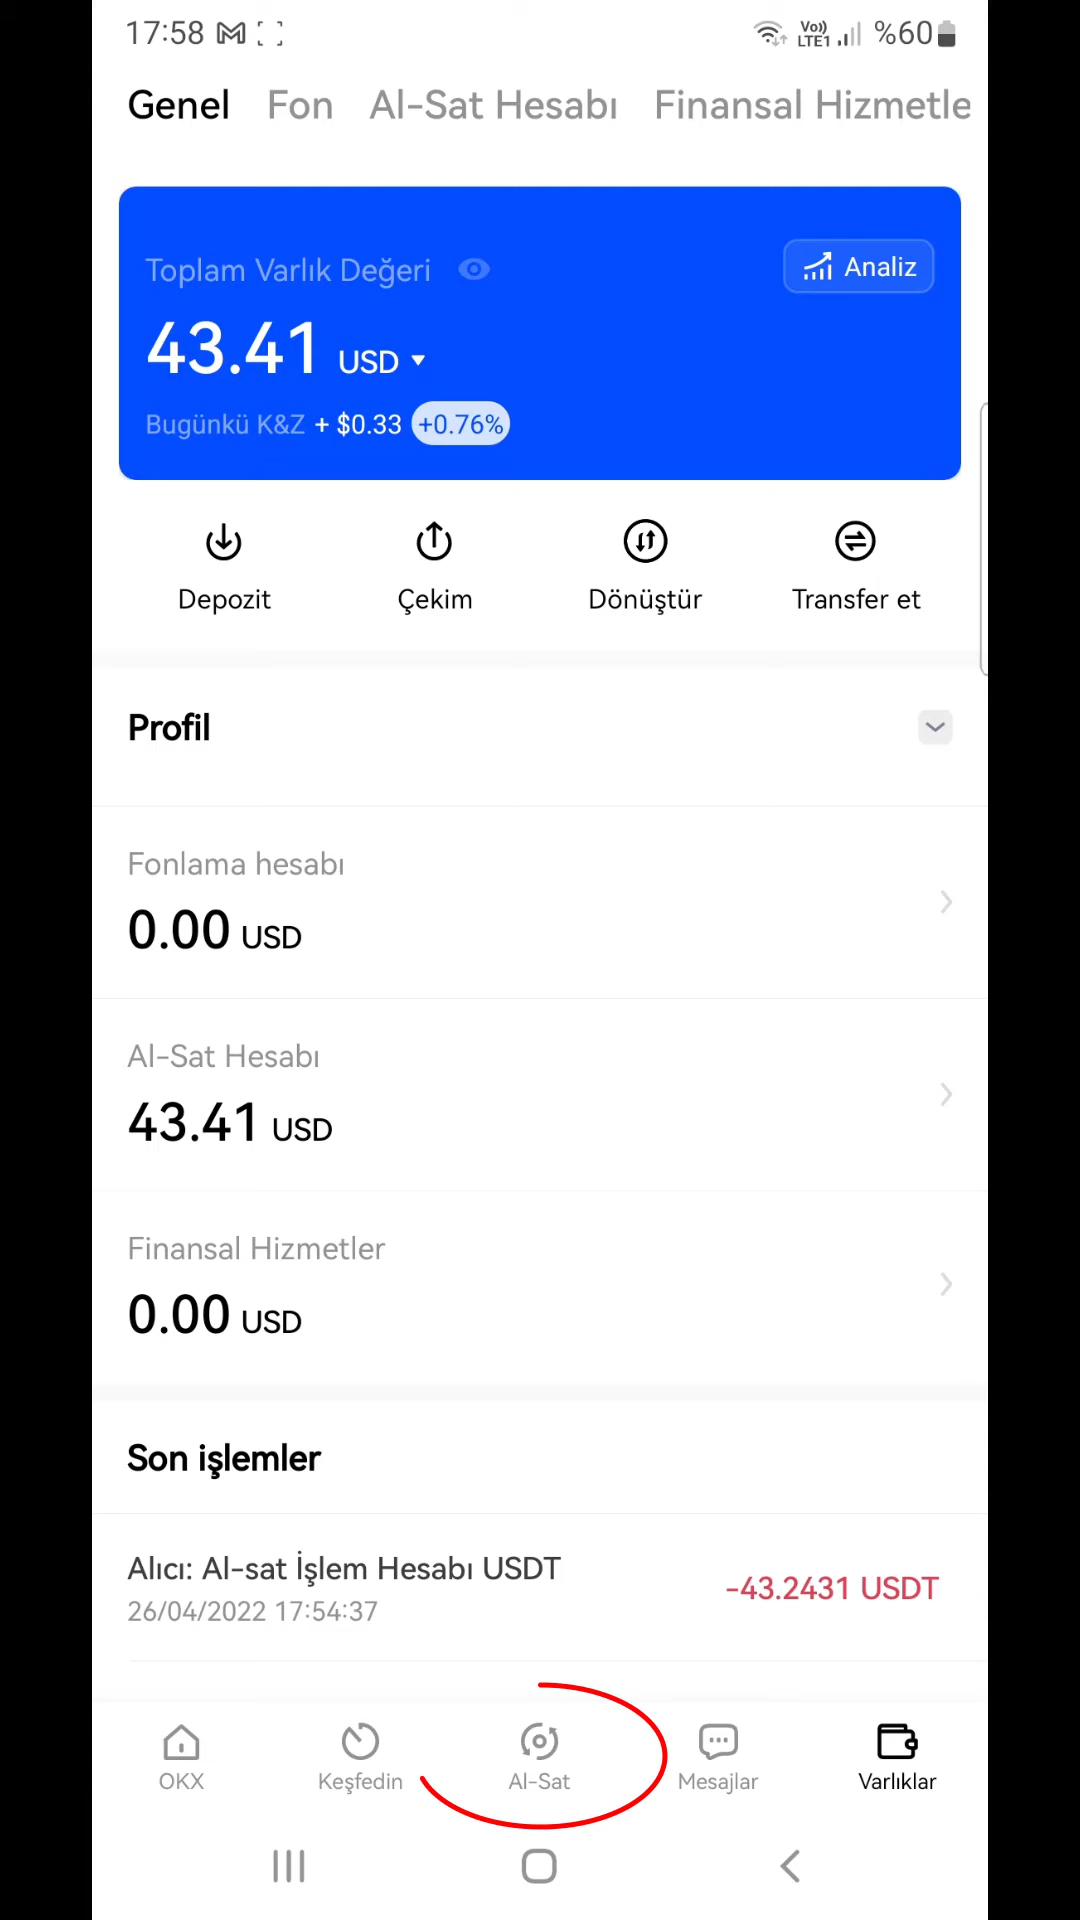 17:58
Vo)) LTE1 %60
Genel Fon Al-Sat Hesabı Finansal Hizmetle
Toplam Varlık Değeri
Analiz
43.41 USD
Bugünkü K&Z + $0.33 +0.76%
Depozit Çekim Dönüştür Transfer et
Profil
Fonlama hesabı
0.00 USD
Al-Sat Hesabı
43.41 USD
Finansal Hizmetler
0.00 USD
Son işlemler
Alıcı: Al-sat İşlem Hesabı USDT
-43.2431 USDT
26/04/2022 17:54:37
OKX Keşfedin Al-Sat Mesajlar Varlıklar